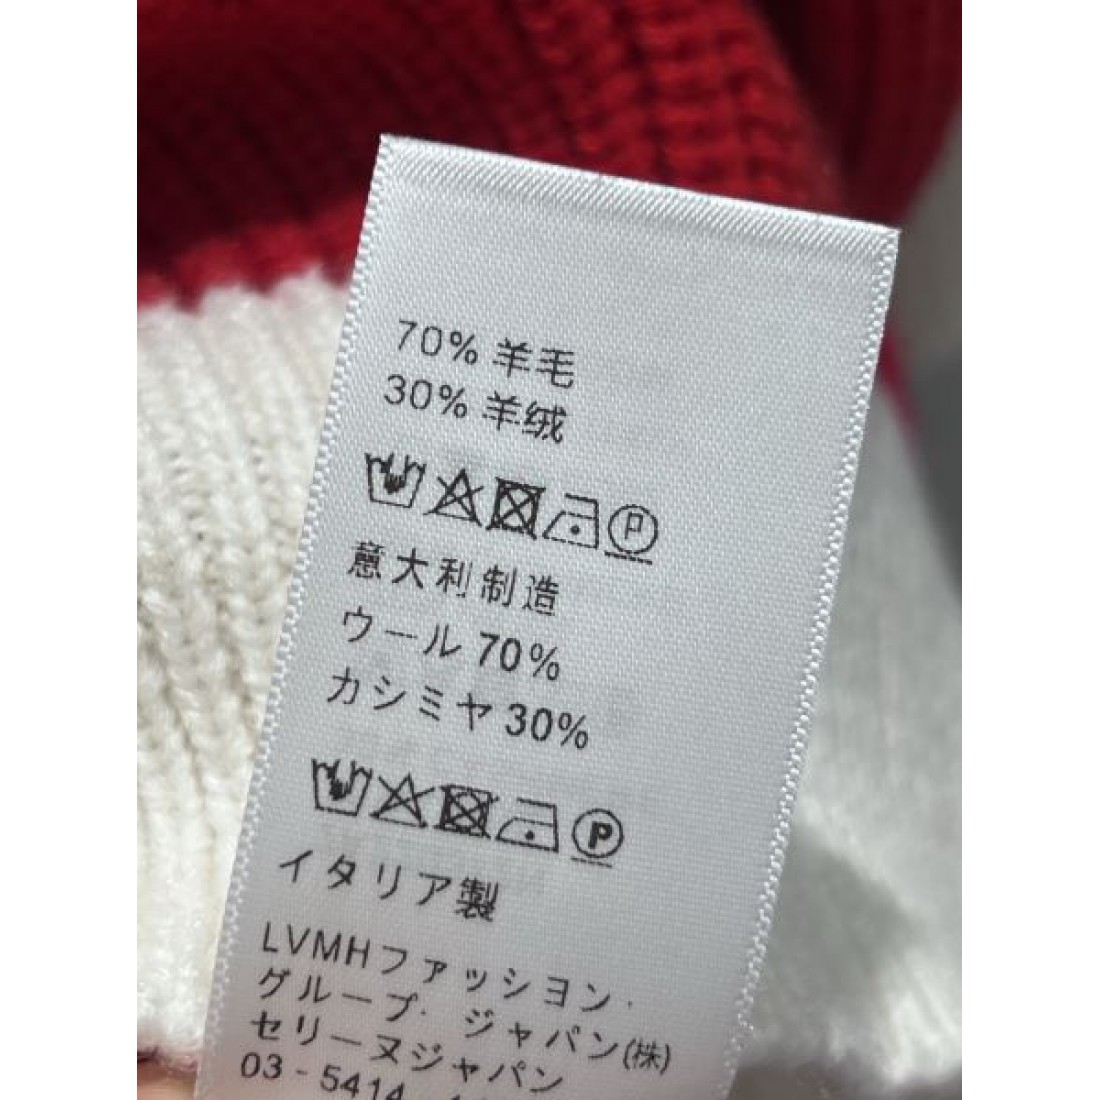 70% 羊毛
30% 羊绒
P
意大利制造
ウール 70%
カシミヤ 30%
P
イタリア製
LVMHファッション・
グループ・ジャパン(株)
セリーヌジャパン
03 - 5414